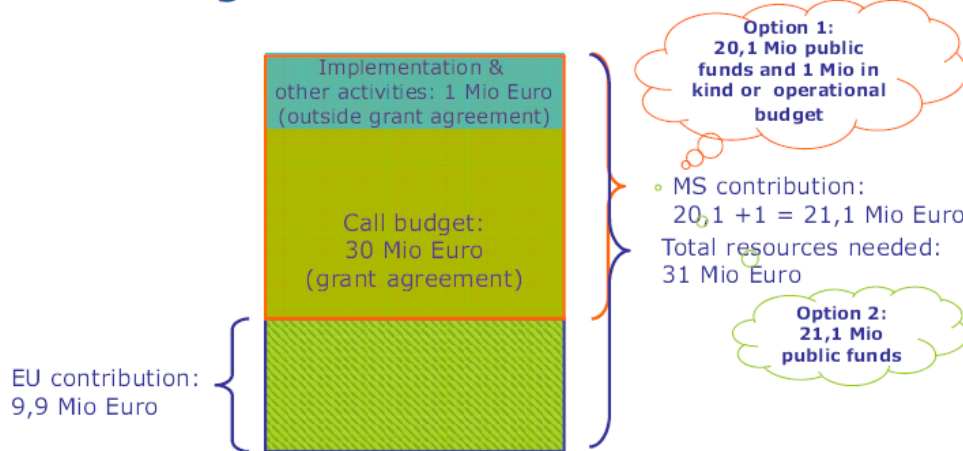 Option 1:
20,1 Mio public
funds and 1 Mio in
kind or operational
budget
Implementation &
other activities: 1 Mio Euro
(outside grant agreement)
MS contribution:
20,1 +1 = 21,1 Mio Euro
Call budget:
30 Mio Euro
(grant agreement)
Total resources needed:
31 Mio Euro
Option 2:
21,1 Mio
public funds
EU contribution:
9,9 Mio Euro